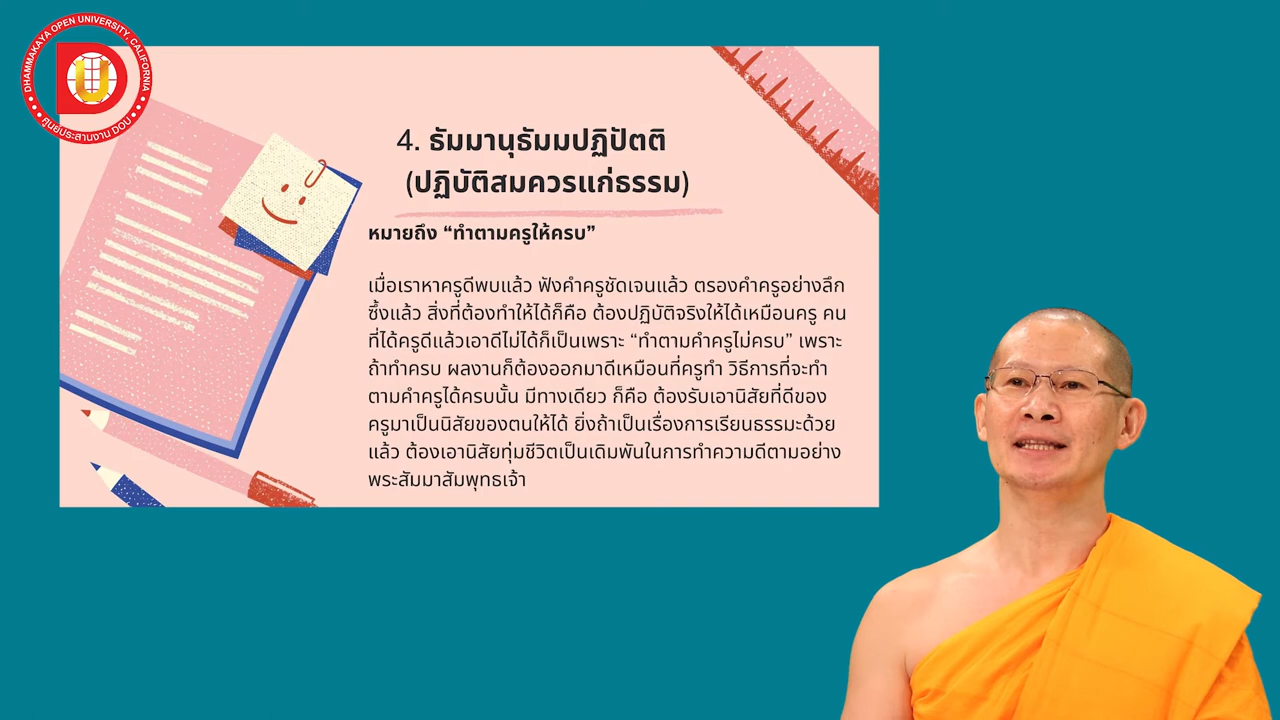 DHAMMAKAYA OPEN UNIVERSITY, CALIFORNIA
DU
ศูนย์ประสานงาน DOU
4. ธัมมานุธัมมปฏิปัตติ
(ปฏิบัติสมควรแก่ธรรม)
หมายถึง “ทำตามครูให้ครบ”
เมื่อเราหาครูดีพบแล้ว ฟังคำครูชัดเจนแล้ว ตรองคำครูอย่างลึก
ซึ้งแล้ว สิ่งที่ต้องทำให้ได้ก็คือ ต้องปฏิบัติจริงให้ได้เหมือนครู คน
ที่ได้ครูดีแล้วเอาดีไม่ได้ก็เป็นเพราะ “ทำตามคำครูไม่ครบ” เพราะ
ถ้าทำครบ ผลงานก็ต้องออกมาดีเหมือนที่ครูทำ วิธีการที่จะทำ
ตามคำครูได้ครบนั้น มีทางเดียว ก็คือ ต้องรับเอานิสัยที่ดีของ
ครูมาเป็นนิสัยของตนให้ได้ ยิ่งถ้าเป็นเรื่องการเรียนธรรมะด้วย
แล้ว ต้องเอานิสัยทุ่มชีวิตเป็นเดิมพันในการทำความดีตามอย่าง
พระสัมมาสัมพุทธเจ้า